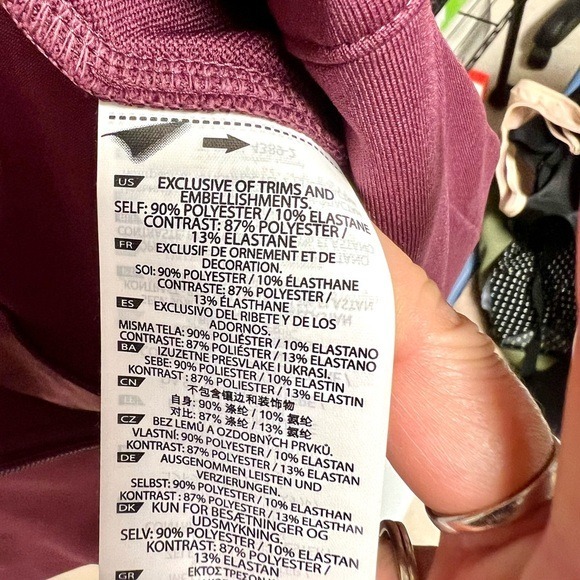 US EXCLUSIVE OF TRIMS AND
EMBELLISHMENTS.
SELF: 90% POLYESTER / 10% ELASTANE
CONTRAST: 87% POLYESTER /
13% ELASTANE
FR EXCLUSIF DE ORNEMENT ET DE
DECORATION.
SOI: 90% POLYESTER / 10% ÉLASTHANE
CONTRASTE: 87% POLYESTER /
13% ÉLASTHANE
ES EXCLUSIVO DEL RIBETE Y DE LOS
ADORNOS.
MISMA TELA: 90% POLIÉSTER / 10% ELASTANO
CONTRASTE: 87% POLIÉSTER / 13% ELASTANO
BA IZUZETNE PRESVLAKE I UKRASI.
SEBE: 90% POLIESTER / 10% ELASTIN
KONTRAST: 87% POLIESTER / 13% ELASTIN
CN 不包含镶边和装饰物
自身: 90% 涤纶 / 10% 氨纶
对比: 87% 涤纶 / 13% 氨纶
CZ BEZ LEMŮ A OZDOBNÝCH PRVKŮ.
VLASTNÍ: 90% POLYESTER / 10% ELASTAN
KONTRAST: 87% POLYESTER / 13% ELASTAN
DE AUSGENOMMEN LEISTEN UND
VERZIERUNGEN.
SELBST: 90% POLYESTER / 10% ELASTHAN
KONTRAST : 87% POLYESTER / 13% ELASTHAN
DK KUN FOR BESÆTNINGER OG
UDSMYKNING.
SELV: 90% POLYESTER / 10% ELASTAN
KONTRAST: 87% POLYESTER /
13% ELASTAN
GR ΕΚΤΟΣ ΤΡΕΣΟΝ